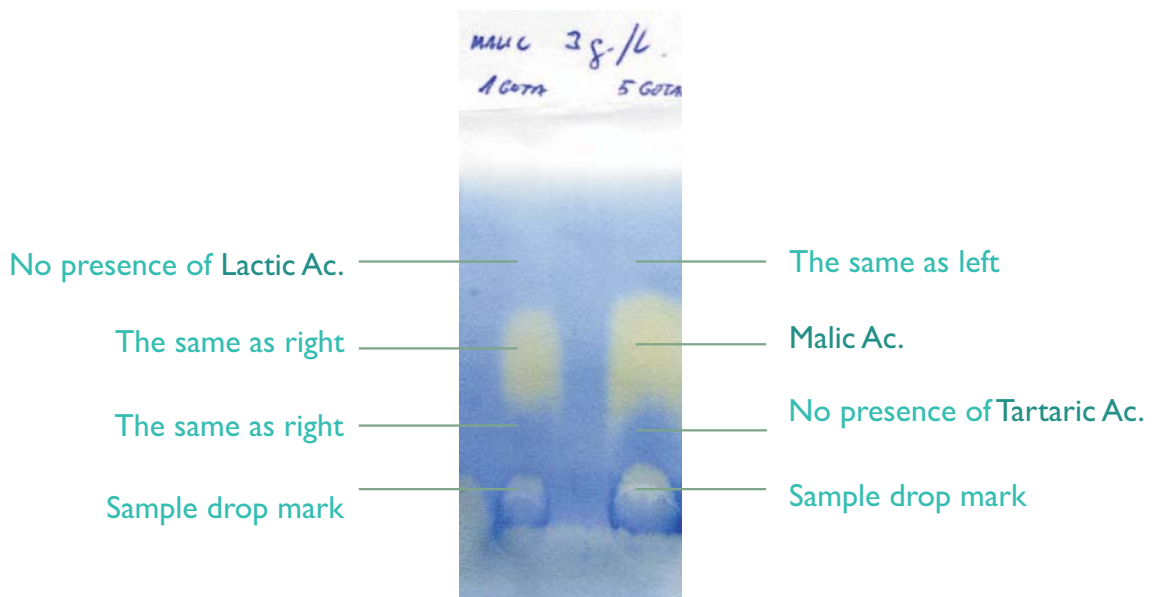 MALIC 3 g./L.
1 GOTA 5 GOTA
No presence of Lactic Ac.
The same as left
The same as right
Malic Ac.
The same as right
No presence of Tartaric Ac.
Sample drop mark
Sample drop mark